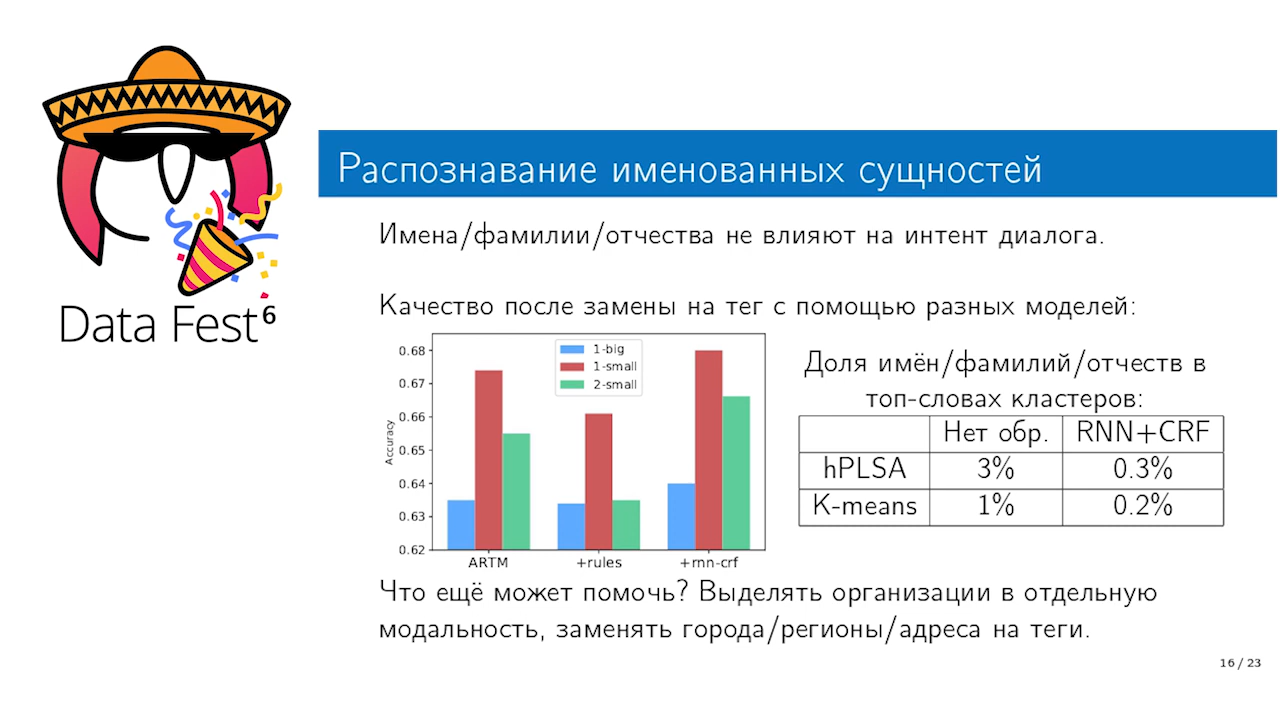 Data Fest⁶
Распознавание именованных сущностей
Имена/фамилии/отчества не влияют на интент диалога.
Качество после замены на тег с помощью разных моделей:
0.68
0.67
0.66
0.65
0.64
0.63
0.62
Accuracy
1-big
1-small
2-small
ARTM
+rules
+rnn-crf
Доля имён/фамилий/отчеств в
топ-словах кластеров:
Нет обр. RNN+CRF
hPLSA 3% 0.3%
K-means 1% 0.2%
Что ещё может помочь? Выделять организации в отдельную
модальность, заменять города/регионы/адреса на теги.
16 / 23